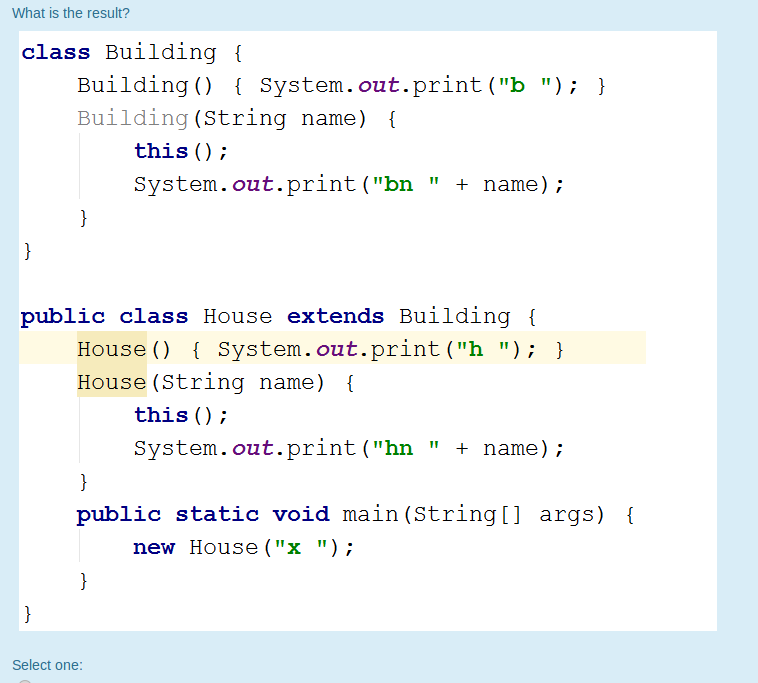 What is the result?
class Building {
Building() { System.out.print("b "); }
Building(String name) {
this();
System.out.print("bn " + name);
}
}
public class House extends Building {
House() { System.out.print("h "); }
House(String name) {
this();
System.out.print("hn " + name);
}
public static void main(String[] args) {
new House("x ");
}
}
Select one: